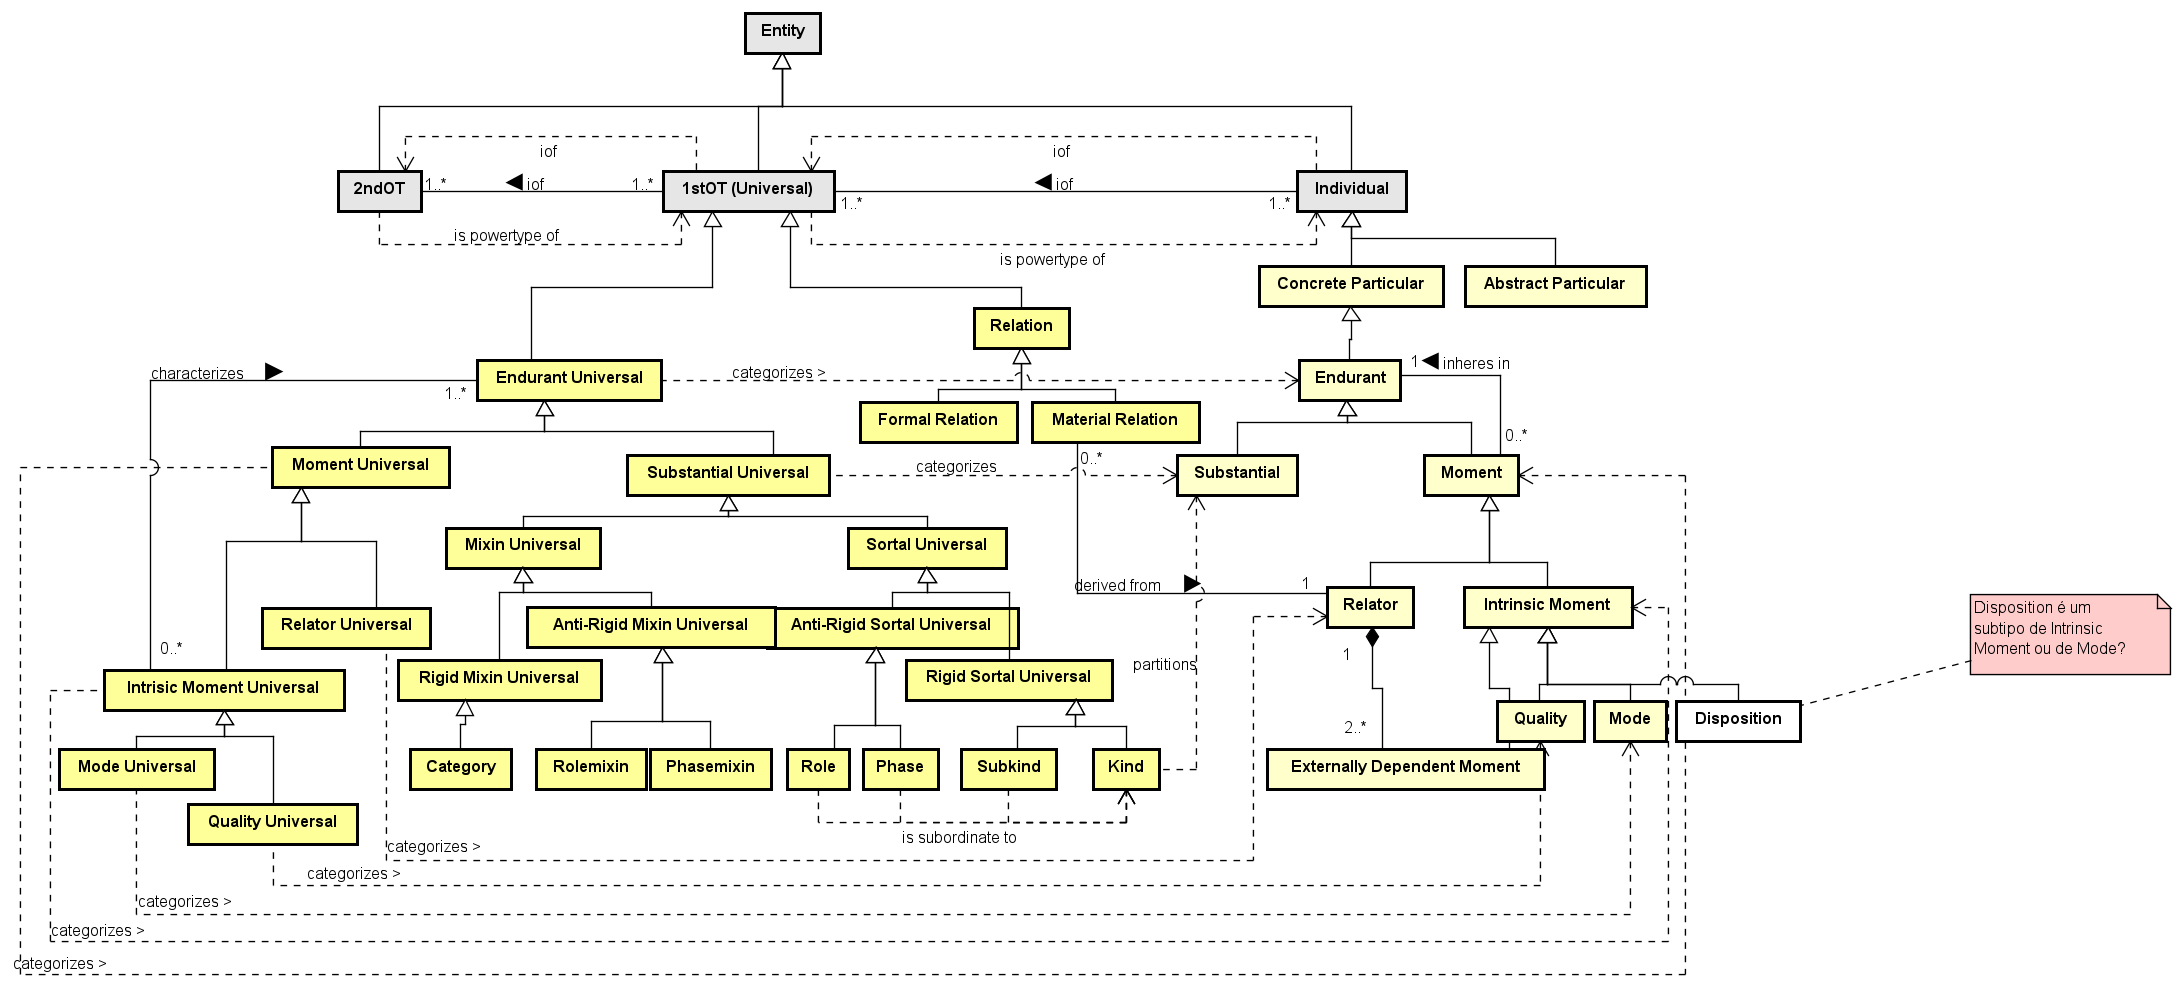 Entity
iof
iof
2ndOT
1..*
iof
1..*
1stOT (Universal)
1..*
iof
1..*
Individual
is powertype of
is powertype of
Concrete Particular
Abstract Particular
Relation
characterizes
1..*
Endurant Universal
categorizes >
Endurant
1
inheres in
0..*
Formal Relation
Material Relation
0..*
Moment Universal
Substantial Universal
categorizes
Substantial
Moment
Mixin Universal
Sortal Universal
derived from
1
Relator
Intrinsic Moment
Disposition é um
subtipo de Intrinsic
Moment ou de Mode?
Relator Universal
Anti-Rigid Mixin Universal
Anti-Rigid Sortal Universal
0..*
1
partitions
Intrisic Moment Universal
Rigid Mixin Universal
Rigid Sortal Universal
Quality
Mode
Disposition
2..*
Mode Universal
Category
Rolemixin
Phasemixin
Role
Phase
Subkind
Kind
Externally Dependent Moment
Quality Universal
is subordinate to
categorizes >
categorizes >
categorizes >
categorizes >
categorizes >